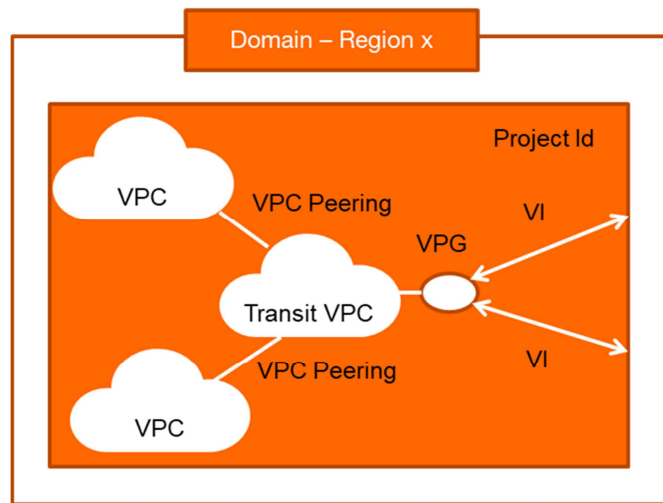 Domain – Region x
Project Id
VPC
VPC Peering
VI
VPG
Transit VPC
VI
VPC Peering
VPC